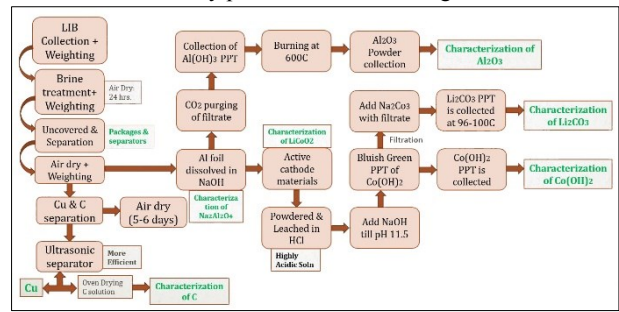 LIB
Collection +
Weighting
Brine
treatment+
Weighting
Air Dry:
24 hrs.
Uncovered &
Separation
Packages &
separators
Air dry +
Weighting
Cu & C
separation
Air dry
(5-6 days)
Ultrasonic
separator
More
Efficient
Cu
Oven Drying
C solution
Characterization
of C
Collection of
Al(OH)3 PPT
Burning at
600C
Al2O3
Powder
collection
Characterization of
Al2O3
CO2 purging
of filtrate
Al foil
dissolved in
NaOH
Characteriza
tion of
Na2Al2O4
Characterization
of LiCoO2
Active
cathode
materials
Powdered &
Leached in
HCl
Highly
Acidic Soln
Add NaOH
till pH 11.5
Bluish Green
PPT of
Co(OH)2
Filtration
Add Na2Co3
with filtrate
Li2CO3 PPT
is collected
at 96-100C
Characterization
of Li2CO3
Co(OH)2
PPT is
collected
Characterization
of Co(OH)2